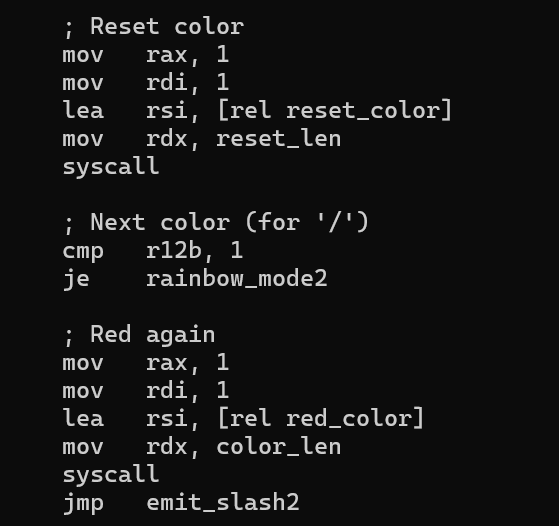 ; Reset color
mov   rax, 1
mov   rdi, 1
lea   rsi, [rel reset_color]
mov   rdx, reset_len
syscall

; Next color (for '/')
cmp   r12b, 1
je    rainbow_mode2

; Red again
mov   rax, 1
mov   rdi, 1
lea   rsi, [rel red_color]
mov   rdx, color_len
syscall
jmp   emit_slash2